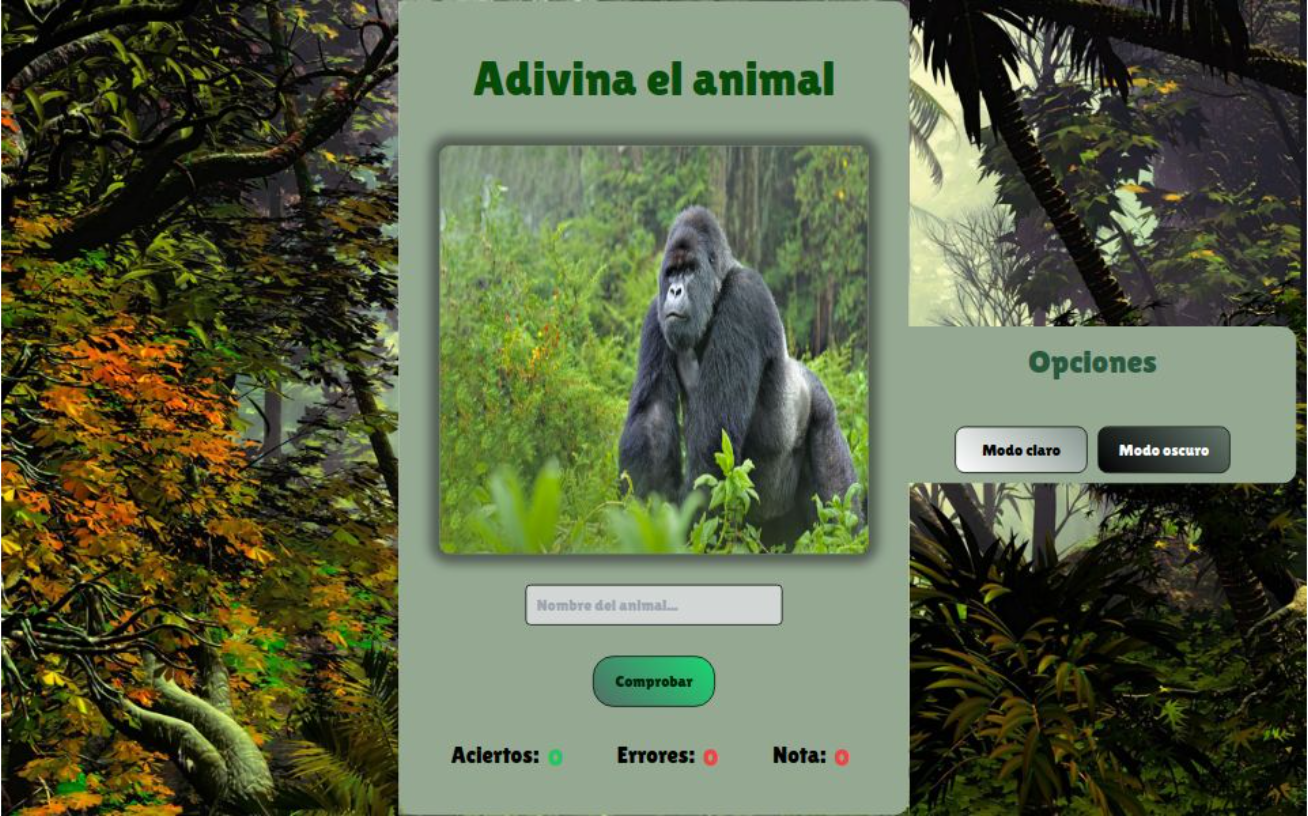 Adivina el animal
Opciones
Modo claro
Modo oscuro
Nombre del animal...
Comprobar
Aciertos: 0
Errores: 0
Nota: 0